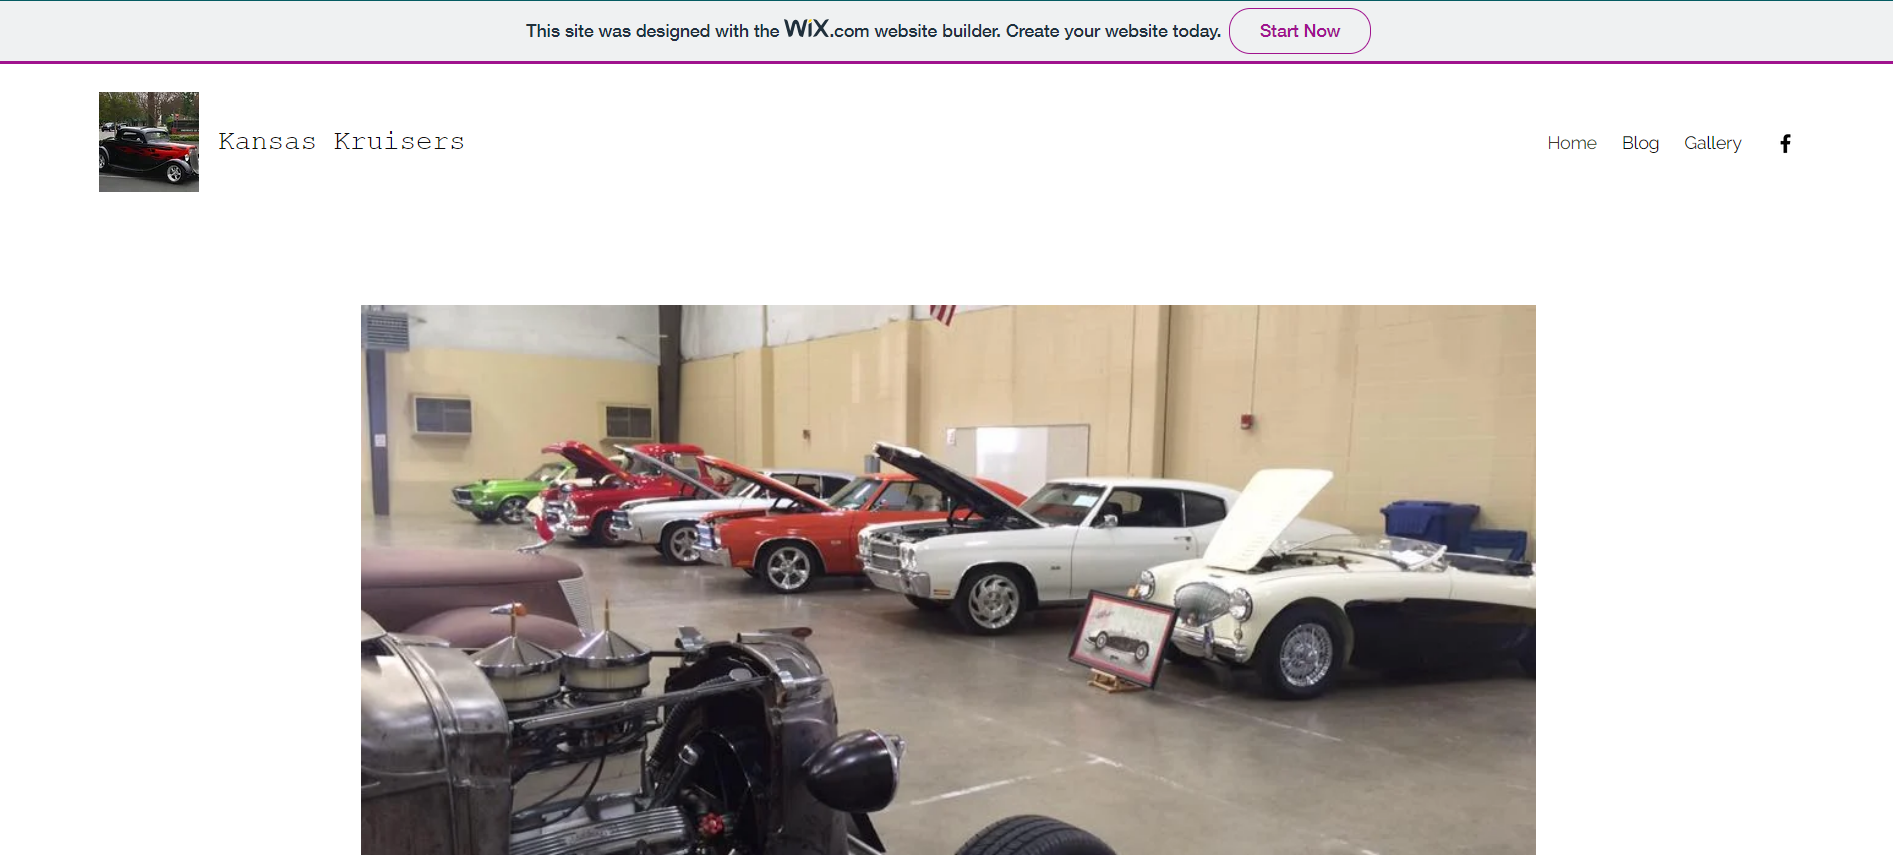 This site was designed with the WiX.com website builder. Create your website today. Start Now
Kansas Kruisers
Home Blog Gallery